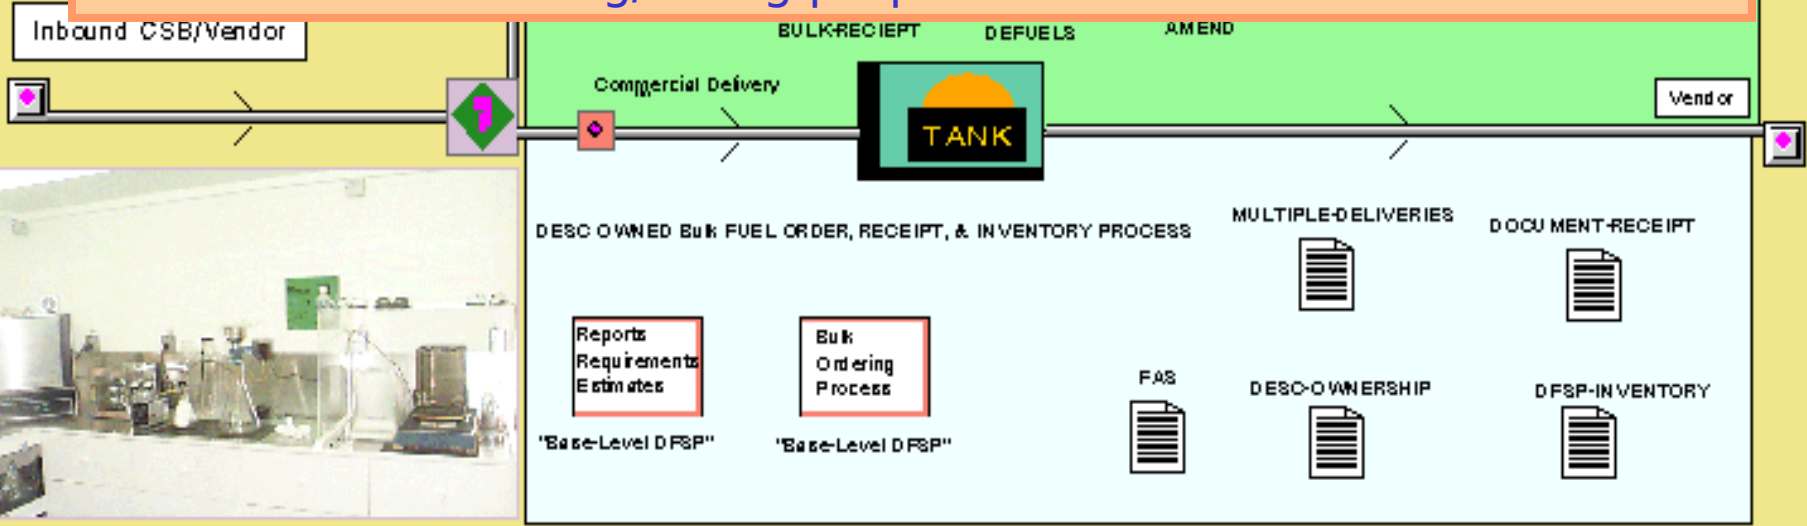 Inbound CSB/Vendor
BULK-RECIEPT
DEFUELS
AMEND
Commercial Delivery
Vendor
TANK
DESC OWNED Bulk FUEL ORDER, RECEIPT, & INVENTORY PROCESS
MULTIPLE-DELIVERIES
DOCUMENT-RECEIPT
Reports
Requirements
Estimates
Bulk
Ordering
Process
FAS
DESC-OWNERSHIP
DFSP-INVENTORY
"Base-Level DFSP"
"Base-Level DFSP"